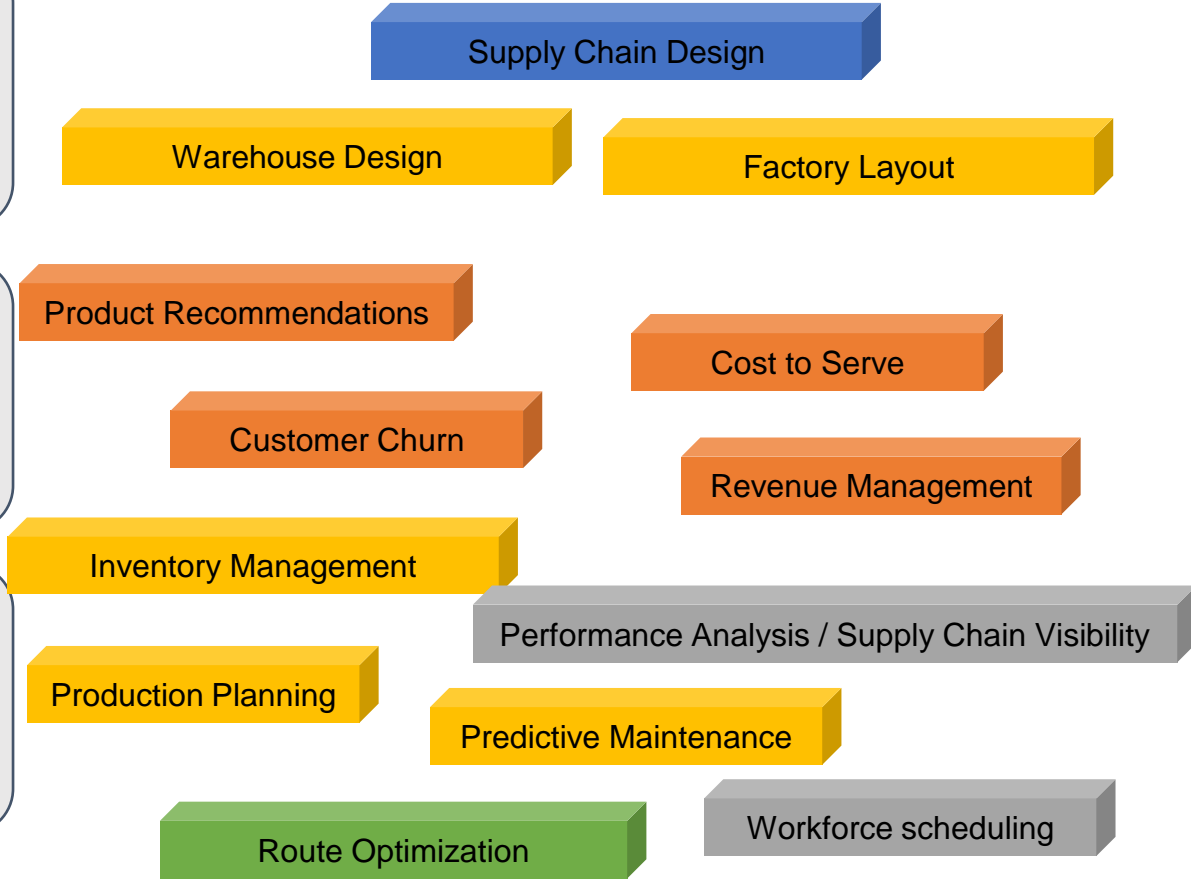 Supply Chain Design
Warehouse Design
Factory Layout
Product Recommendations
Cost to Serve
Customer Churn
Revenue Management
Inventory Management
Performance Analysis / Supply Chain Visibility
Production Planning
Predictive Maintenance
Workforce scheduling
Route Optimization